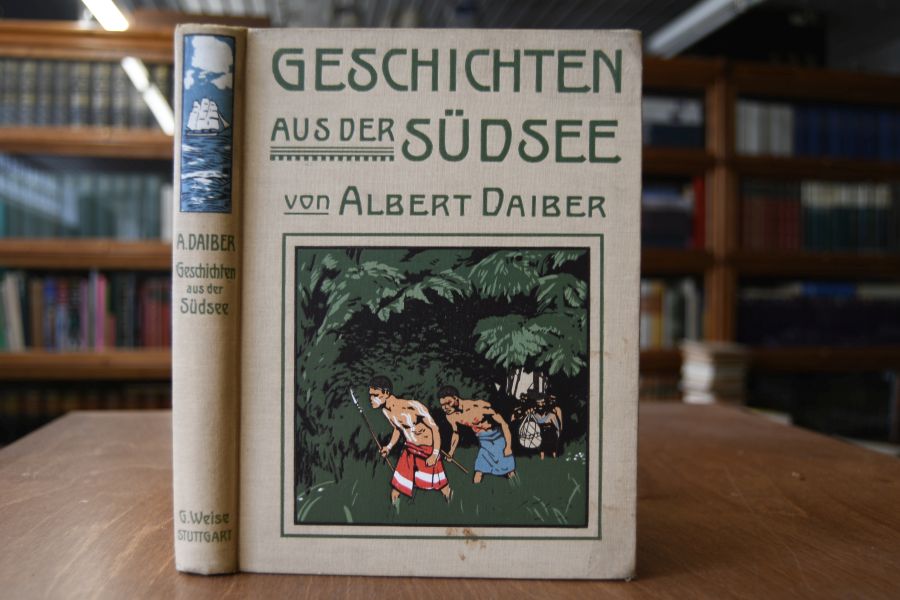 GESCHICHTEN
AUS DER SÜDSEE
VON ALBERT DAIBER
A. DAIBER
Geschichten
aus der
Südsee
G. Weise
STUTTGART